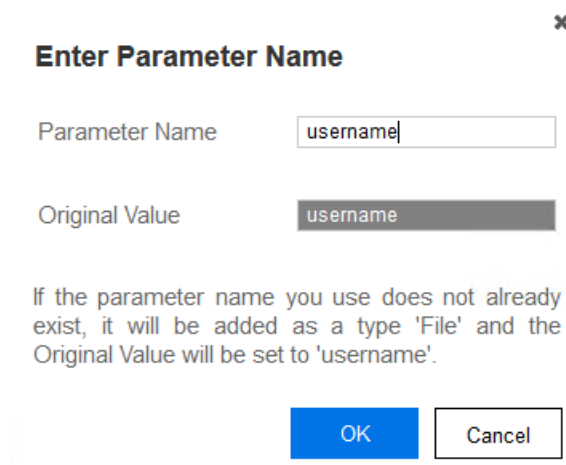 Enter Parameter Name
Parameter Name username
Original Value username
If the parameter name you use does not already
exist, it will be added as a type 'File' and the
Original Value will be set to 'username'.
OK Cancel